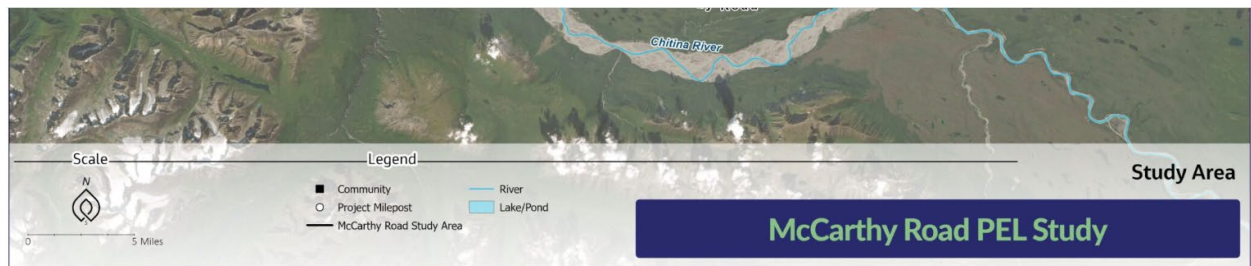 Road
Chitina River
Scale
Legend
Study Area
N
Community
River
Project Milepost
Lake/Pond
McCarthy Road Study Area
0
5 Miles
McCarthy Road PEL Study